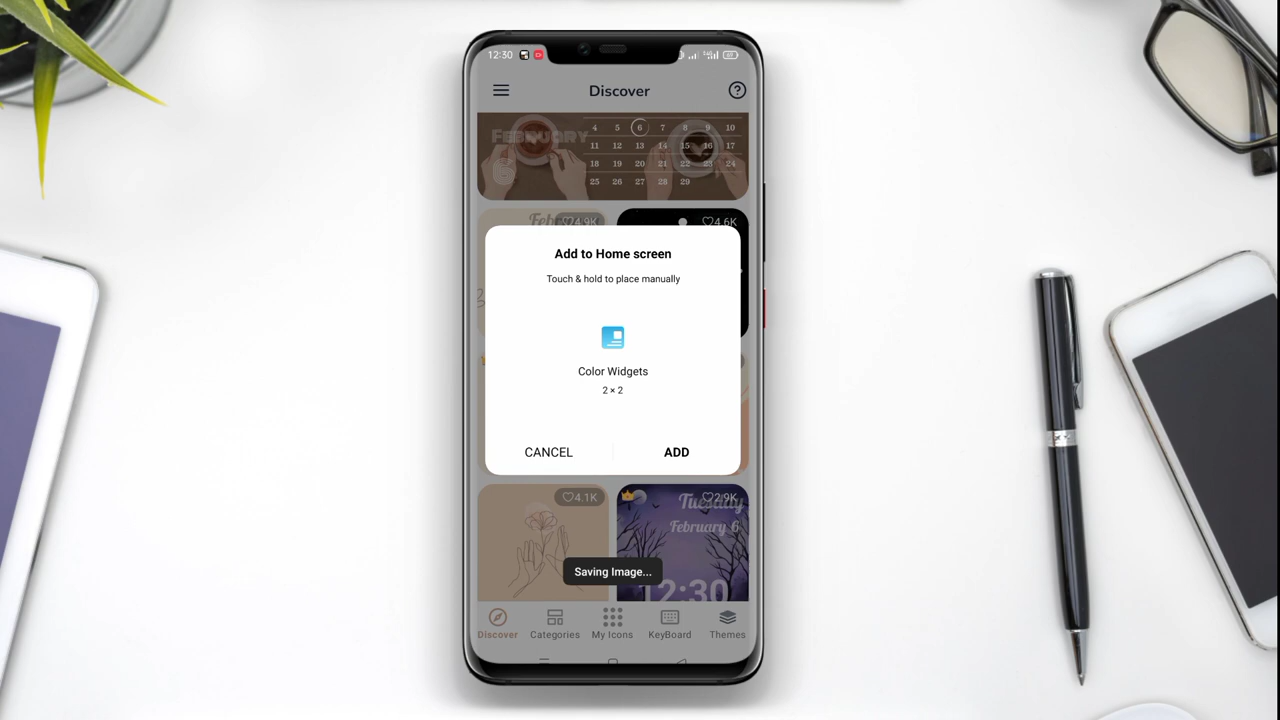 12:30
Discover
FEBRUARY
4 5 6 7 8 9 10
11 12 13 14 15 16 17
18 19 20 21 22 23 24
25 26 27 28 29
4.9K
4.6K
Add to Home screen
Touch & hold to place manually
Color Widgets
2 × 2
CANCEL
ADD
4.1K
2.9K
Tuesday
February 6
12:30
Saving Image...
Discover
Categories
My Icons
KeyBoard
Themes